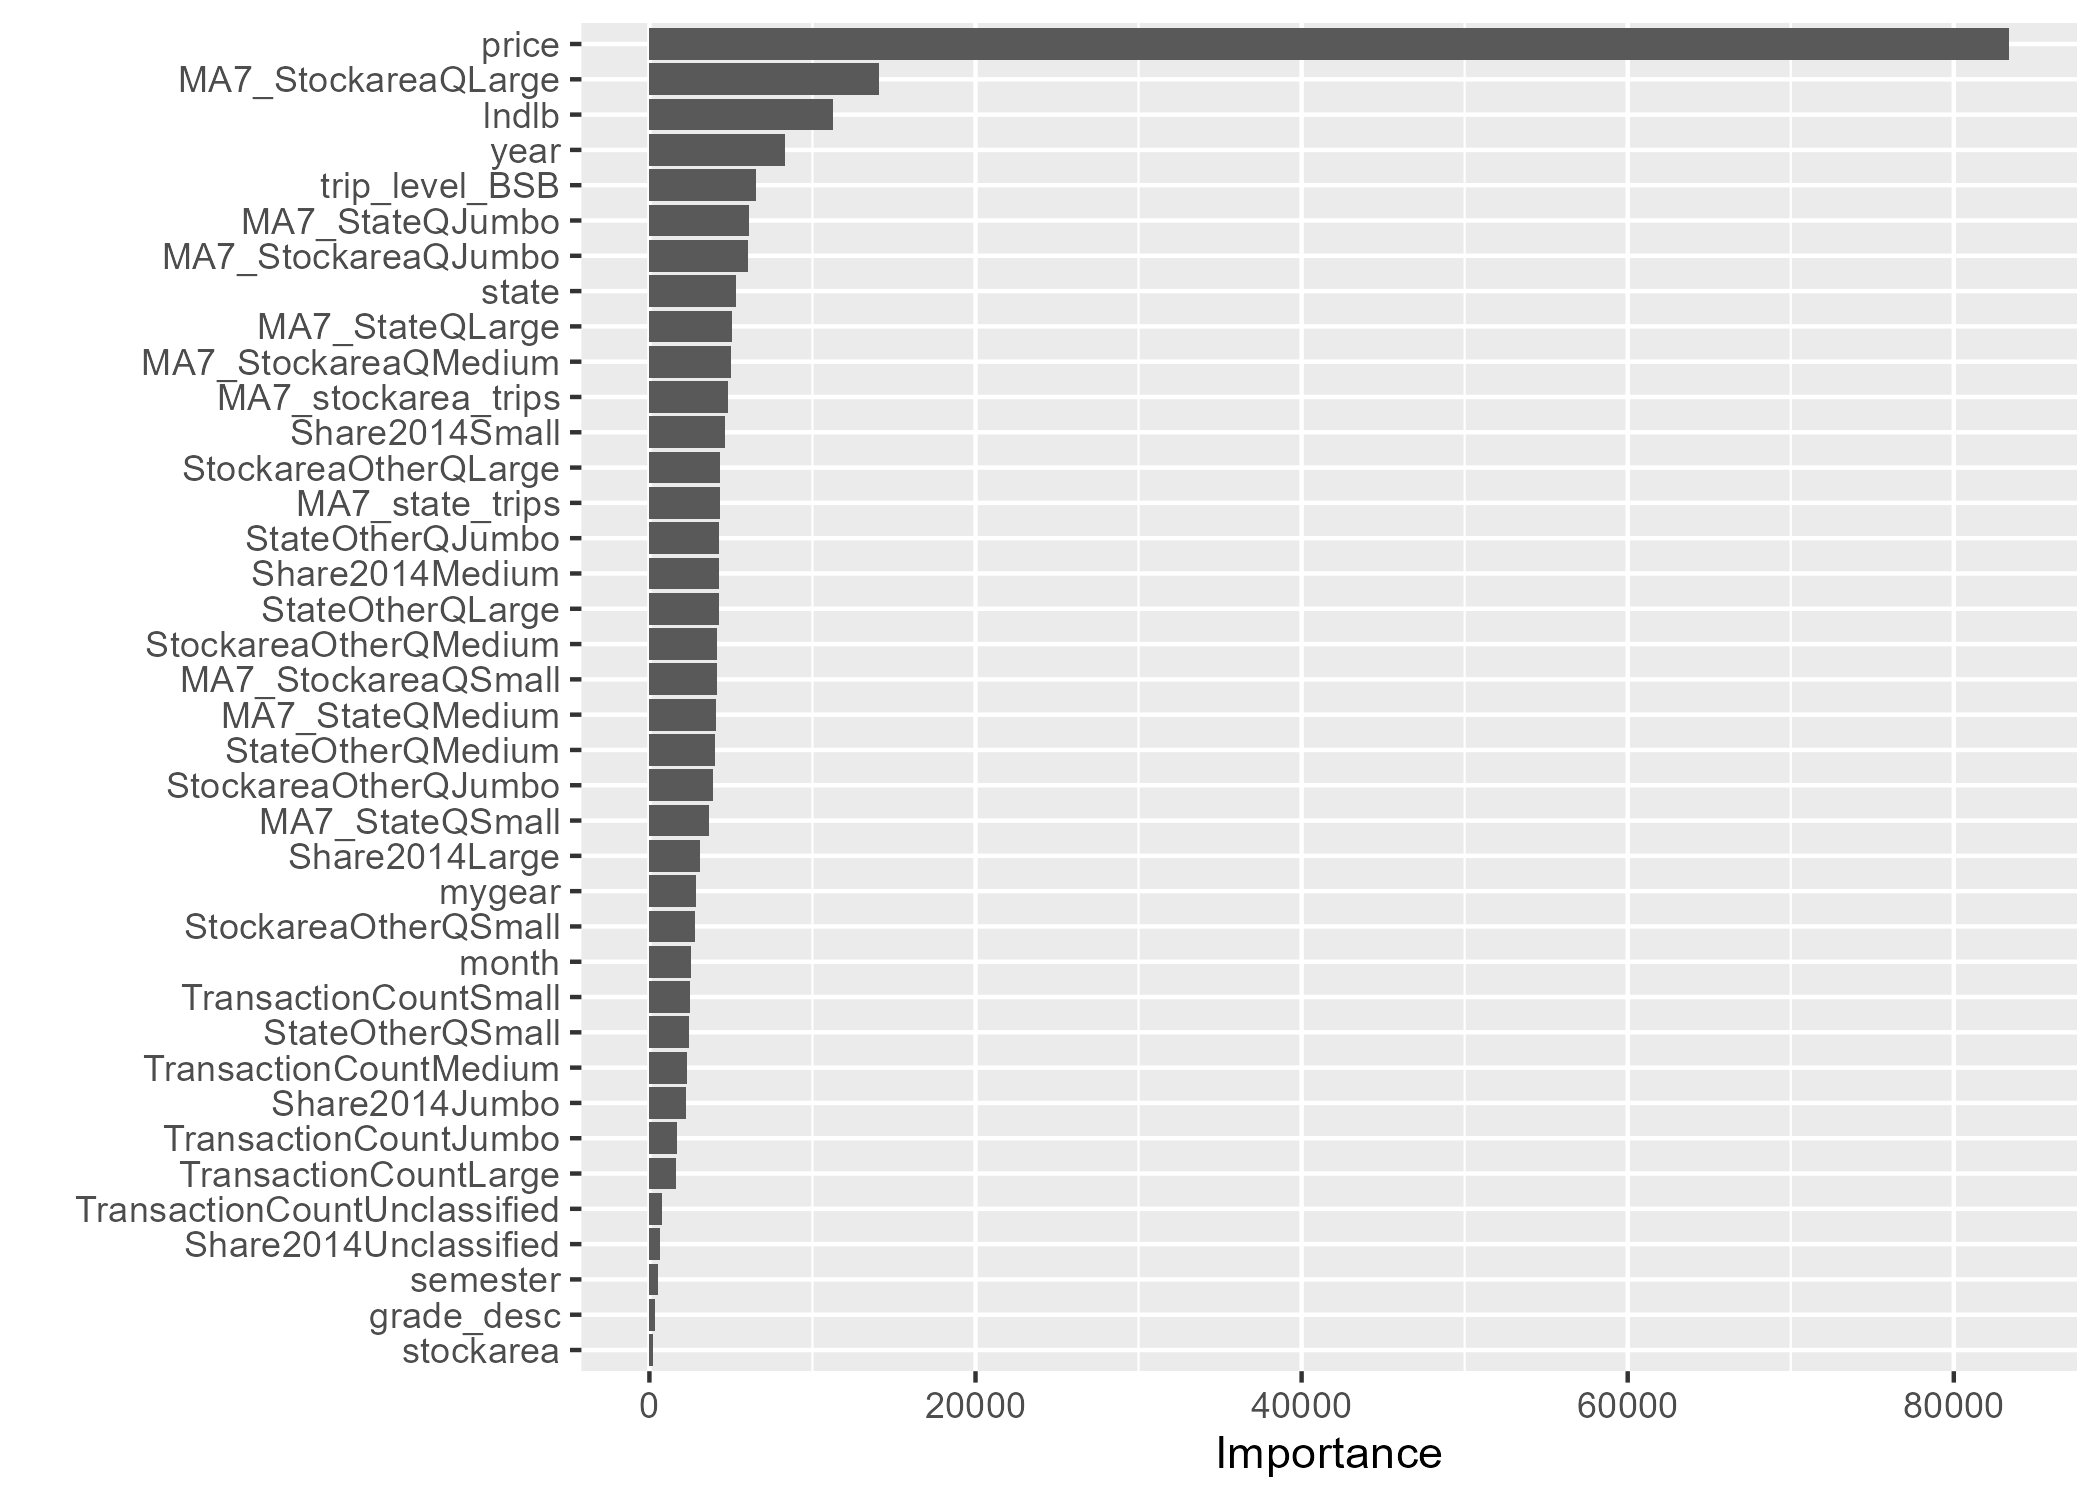 price
MA7_StockareaQLarge
lndlb
year
trip_level_BSB
MA7_StateQJumbo
MA7_StockareaQJumbo
state
MA7_StateQLarge
MA7_StockareaQMedium
MA7_stockarea_trips
Share2014Small
StockareaOtherQLarge
MA7_state_trips
StateOtherQJumbo
Share2014Medium
StateOtherQLarge
StockareaOtherQMedium
MA7_StockareaQSmall
MA7_StateQMedium
StateOtherQMedium
StockareaOtherQJumbo
MA7_StateQSmall
Share2014Large
mygear
StockareaOtherQSmall
month
TransactionCountSmall
StateOtherQSmall
TransactionCountMedium
Share2014Jumbo
TransactionCountJumbo
TransactionCountLarge
TransactionCountUnclassified
Share2014Unclassified
semester
grade_desc
stockarea
0 20000 40000 60000 80000
Importance